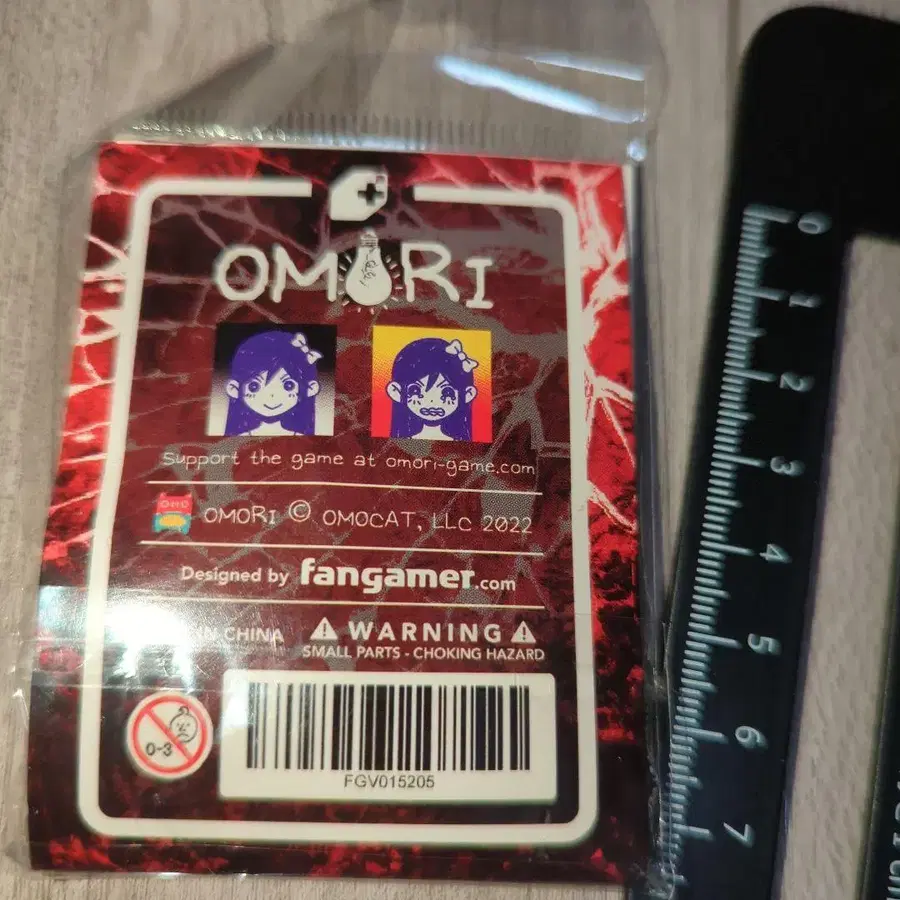 OMORI
Support the game at omori-game.com
OMORI © OMOCAT, LLC 2022
Designed by fangamer.com
IN CHINA
WARNING
SMALL PARTS - CHOKING HAZARD
0-3
FGV015205
0
1
2
3
4
5
6
7